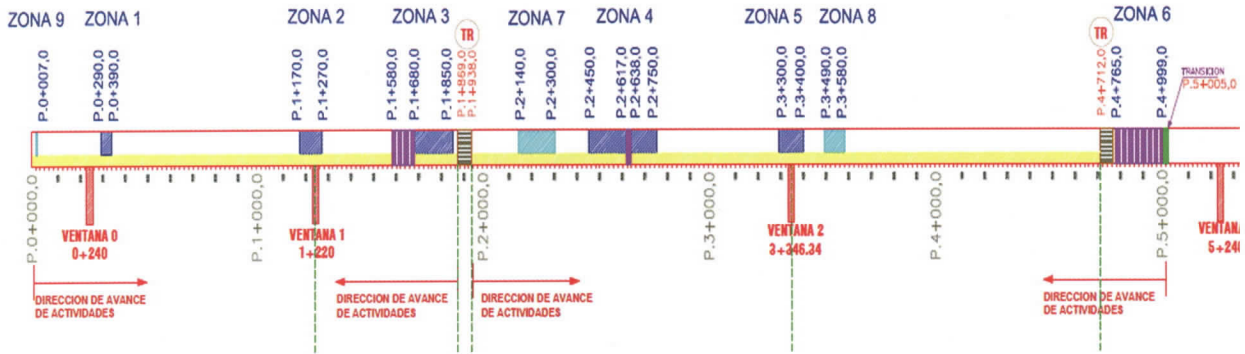 ZONA 9
ZONA 1
ZONA 2
ZONA 3
TR
ZONA 7
ZONA 4
ZONA 5
ZONA 8
TR
ZONA 6
P.0+007,0
P.0+290,0
P.0+390,0
P.1+170,0
P.1+270,0
P.1+580,0
P.1+680,0
P.1+850,0
P.1+869,0
P.1+938,0
P.2+140,0
P.2+300,0
P.2+450,0
P.2+617,0
P.2+638,0
P.2+750,0
P.3+300,0
P.3+400,0
P.3+490,0
P.3+580,0
P.4+712,0
P.4+765,0
P.4+999,0
TRANSICION
P.5+005,0
P.0+000,0
P.1+000,0
P.2+000,0
P.3+000,0
P.4+000,0
P.5+000,0
VENTANA 0
0+240
VENTANA 1
1+220
VENTANA 2
3+346.34
VENTANA
5+240
DIRECCION DE AVANCE
DE ACTIVIDADES
DIRECCION DE AVANCE
DE ACTIVIDADES
DIRECCION DE AVANCE
DE ACTIVIDADES
DIRECCION DE AVANCE
DE ACTIVIDADES